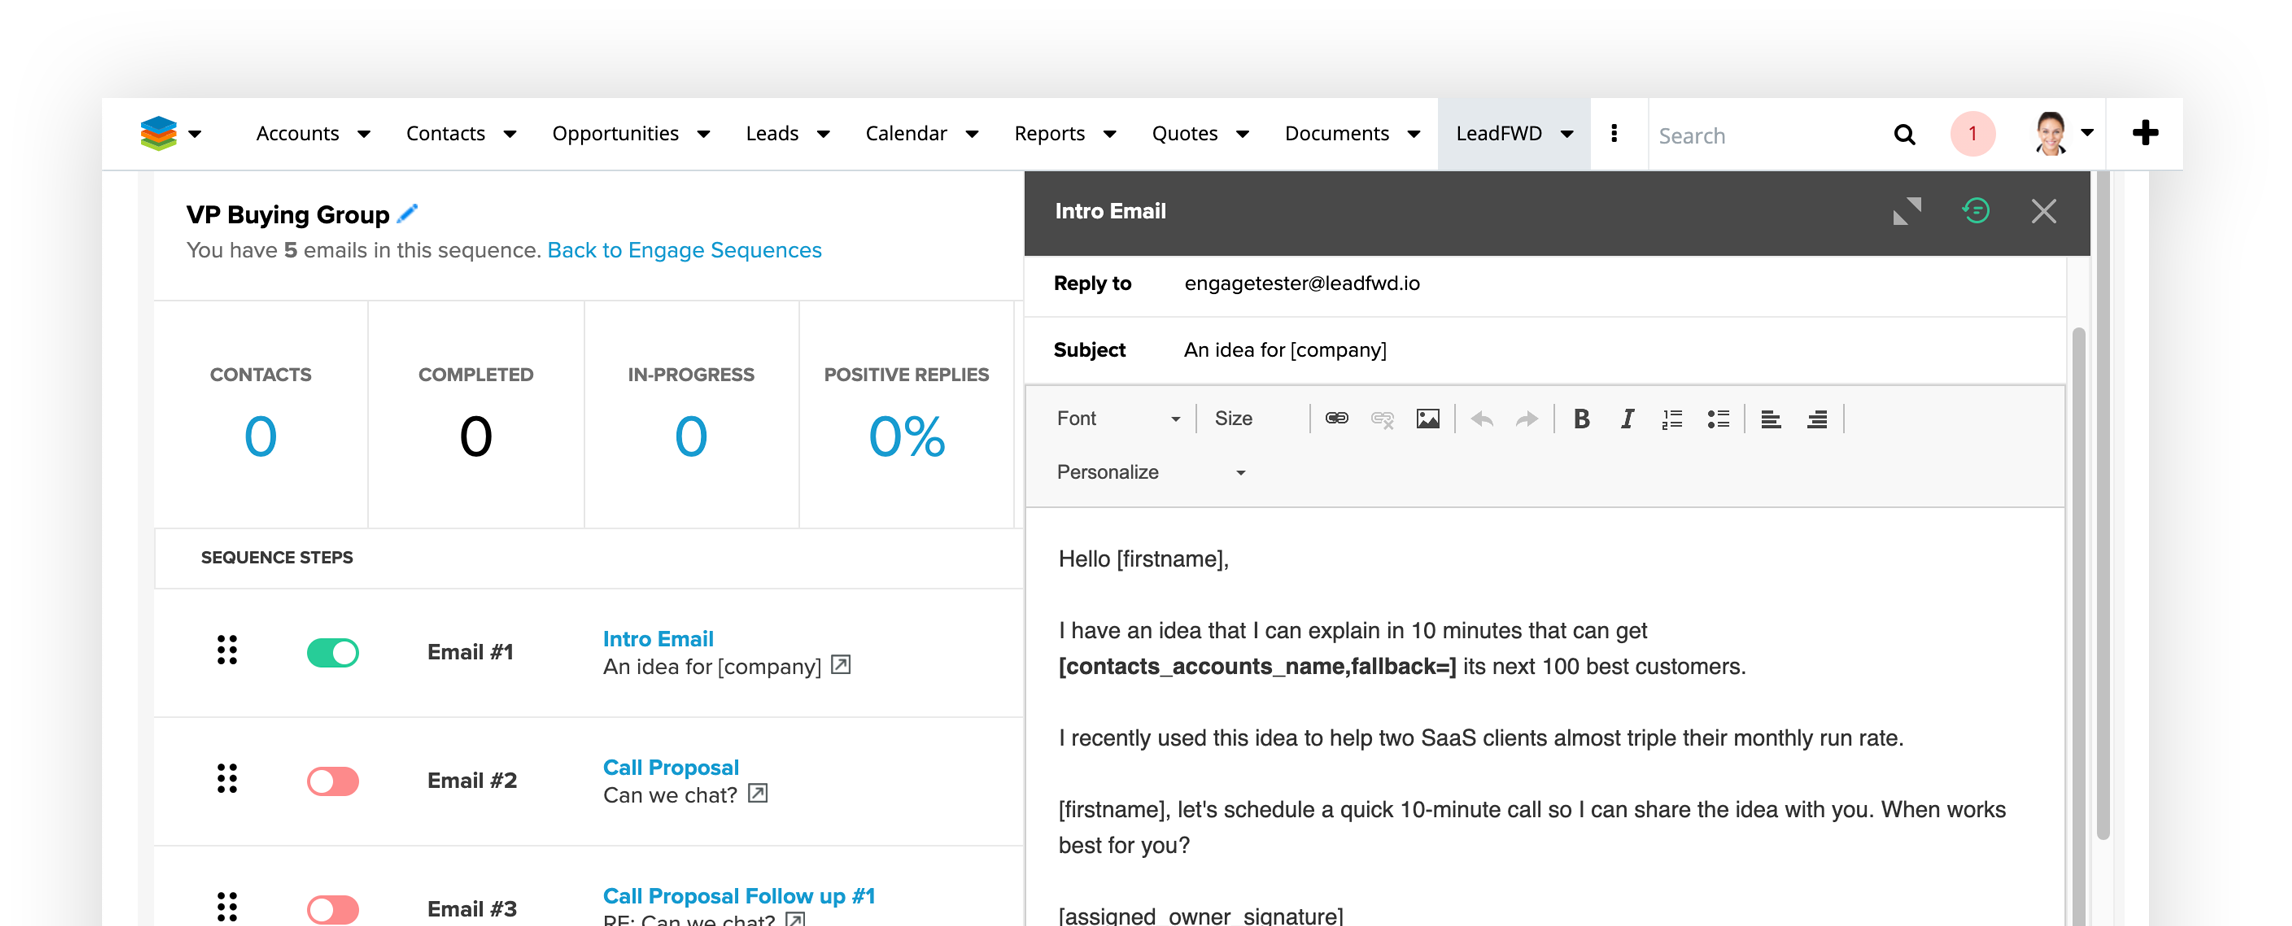 Accounts Contacts Opportunities Leads Calendar Reports Quotes Documents LeadFWD Search 1
VP Buying Group
You have 5 emails in this sequence. Back to Engage Sequences
CONTACTS COMPLETED IN-PROGRESS POSITIVE REPLIES
0 0 0 0%
SEQUENCE STEPS
Email #1 Intro Email
An idea for [company]
Email #2 Call Proposal
Can we chat?
Email #3 Call Proposal Follow up #1
RE: Can we chat?
Intro Email
Reply to engagetester@leadfwd.io
Subject An idea for [company]
Font Size B I
Personalize
Hello [firstname],
I have an idea that I can explain in 10 minutes that can get
[contacts_accounts_name,fallback=] its next 100 best customers.
I recently used this idea to help two SaaS clients almost triple their monthly run rate.
[firstname], let's schedule a quick 10-minute call so I can share the idea with you. When works
best for you?
[assigned_owner_signature]